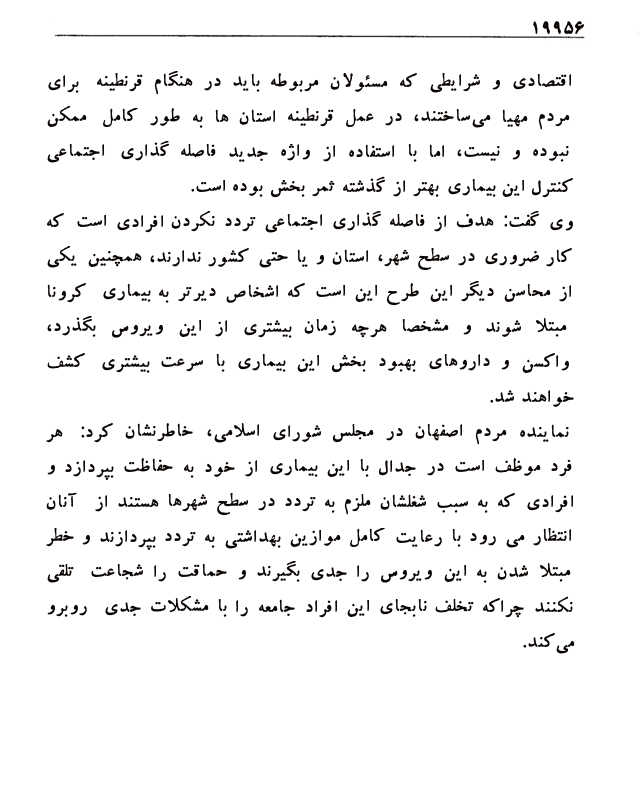 ۱۹۹۵۶
اقتصادی و شرایطی که مسئولان مربوطه باید در هنگام قرنطینه برای
مردم مهیا می‌ساختند، در عمل قرنطینه استان ها به طور کامل ممکن
نبوده و نیست، اما با استفاده از واژه جدید فاصله گذاری اجتماعی
کنترل این بیماری بهتر از گذشته ثمر بخش بوده است.
وی گفت: هدف از فاصله گذاری اجتماعی تردد نکردن افرادی است که
کار ضروری در سطح شهر، استان و یا حتی کشور ندارند، همچنین یکی
از محاسن دیگر این طرح این است که اشخاص دیرتر به بیماری کرونا
مبتلا شوند و مشخصا هرچه زمان بیشتری از این ویروس بگذرد،
واکسن و داروهای بهبود بخش این بیماری با سرعت بیشتری کشف
خواهند شد.
نماینده مردم اصفهان در مجلس شورای اسلامی، خاطرنشان کرد: هر
فرد موظف است در جدال با این بیماری از خود به حفاظت بپردازد و
افرادی که به سبب شغلشان ملزم به تردد در سطح شهرها هستند از آنان
انتظار می رود با رعایت کامل موازین بهداشتی به تردد بپردازند و خطر
مبتلا شدن به این ویروس را جدی بگیرند و حماقت را شجاعت تلقی
نکنند چراکه تخلف نابجای این افراد جامعه را با مشکلات جدی روبرو
می‌کند.